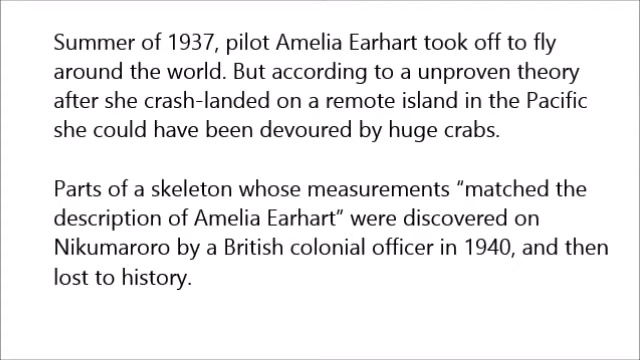 Summer of 1937, pilot Amelia Earhart took off to fly
around the world. But according to a unproven theory
after she crash-landed on a remote island in the Pacific
she could have been devoured by huge crabs.
Parts of a skeleton whose measurements “matched the
description of Amelia Earhart” were discovered on
Nikumaroro by a British colonial officer in 1940, and then
lost to history.